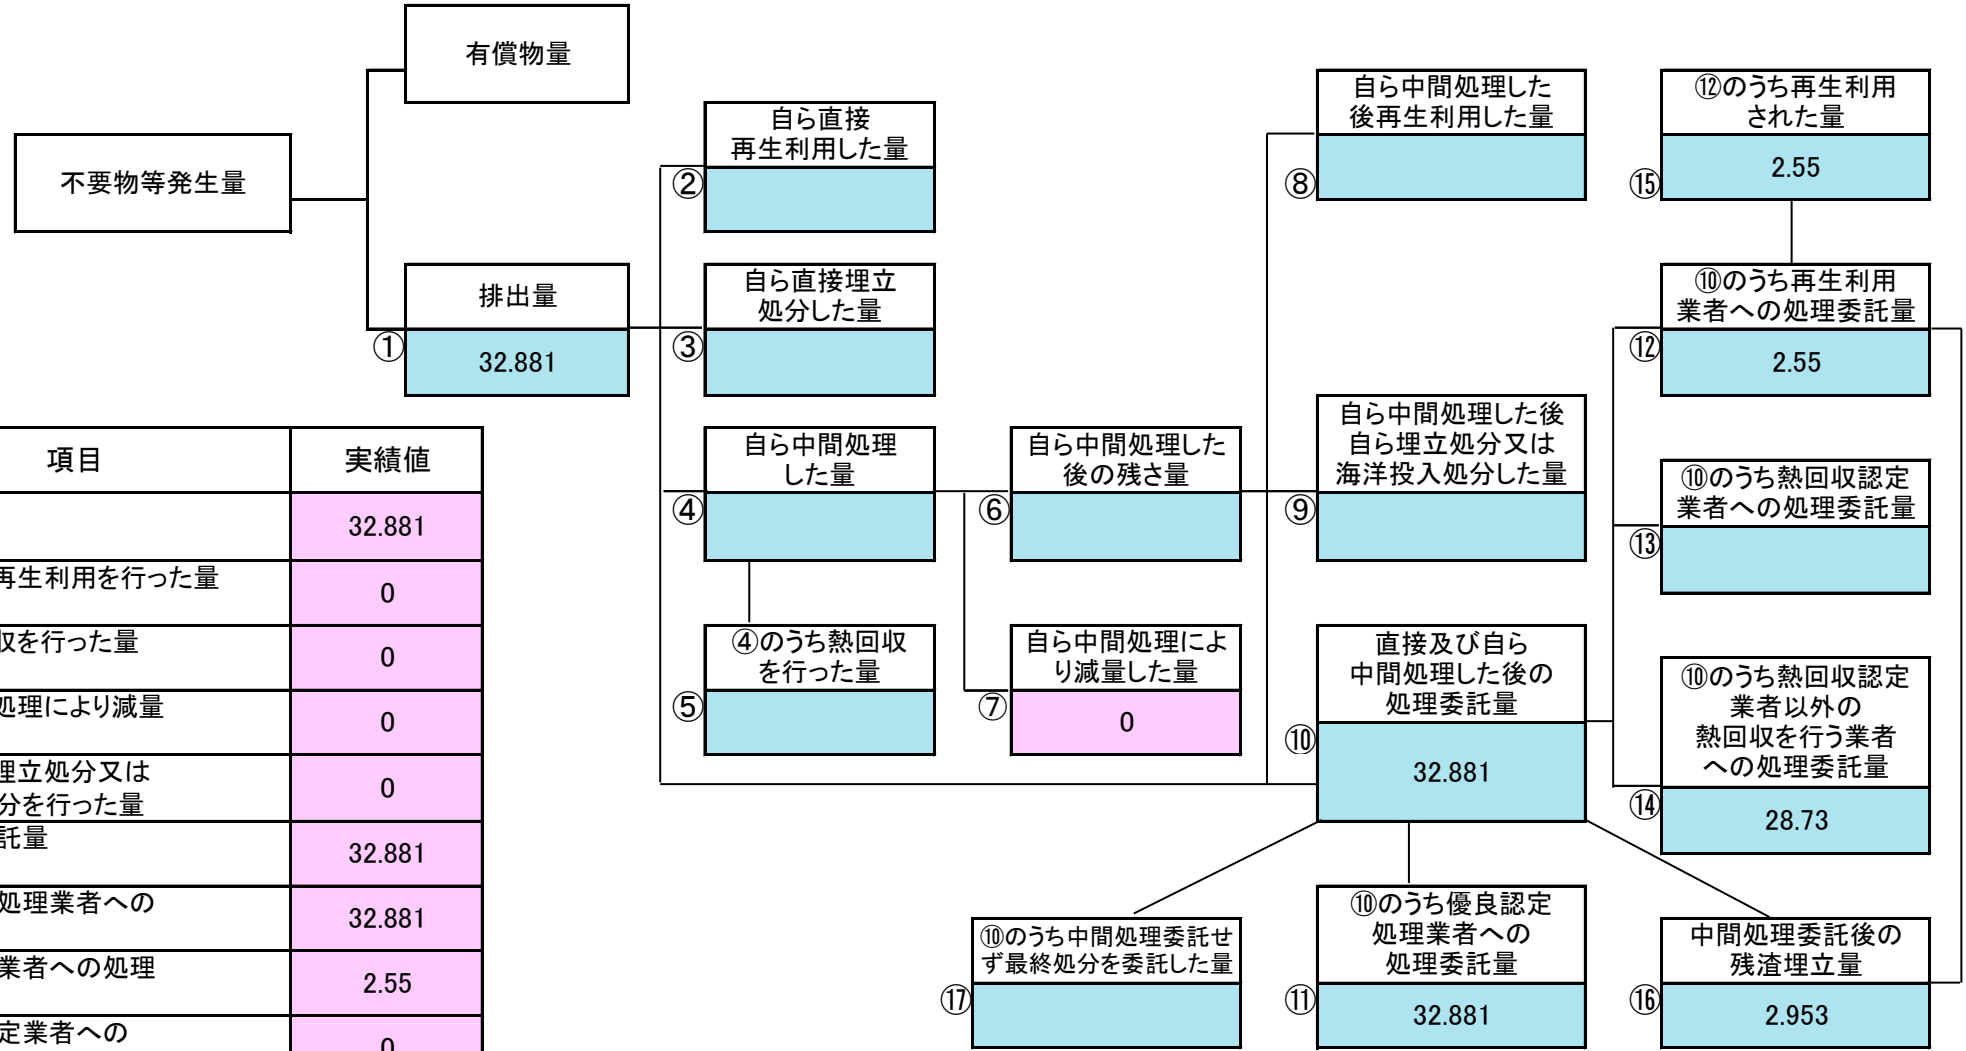 有償物量
不要物等発生量
排出量
①
32.881
自ら直接
再生利用した量
②
自ら直接埋立
処分した量
③
自ら中間処理
した量
④
④のうち熱回収
を行った量
⑤
自ら中間処理した
後の残さ量
⑥
自ら中間処理によ
り減量した量
⑦
0
自ら中間処理した
後再生利用した量
⑧
自ら中間処理した後
自ら埋立処分又は
海洋投入処分した量
⑨
直接及び自ら
中間処理した後の
処理委託量
⑩
32.881
⑩のうち優良認定
処理業者への
処理委託量
⑪
32.881
⑩のうち中間処理委託せ
ず最終処分を委託した量
⑰
⑫のうち再生利用
された量
⑮
2.55
⑩のうち再生利用
業者への処理委託量
⑫
2.55
⑩のうち熱回収認定
業者への処理委託量
⑬
⑩のうち熱回収認定
業者以外の
熱回収を行う業者
への処理委託量
⑭
28.73
中間処理委託後の
残渣埋立量
⑯
2.953
項目 実績値
32.881
再生利用を行った量
0
収を行った量
0
処理により減量
0
埋立処分又は
分を行った量
0
託量
32.881
処理業者への
32.881
業者への処理
2.55
定業者への
0